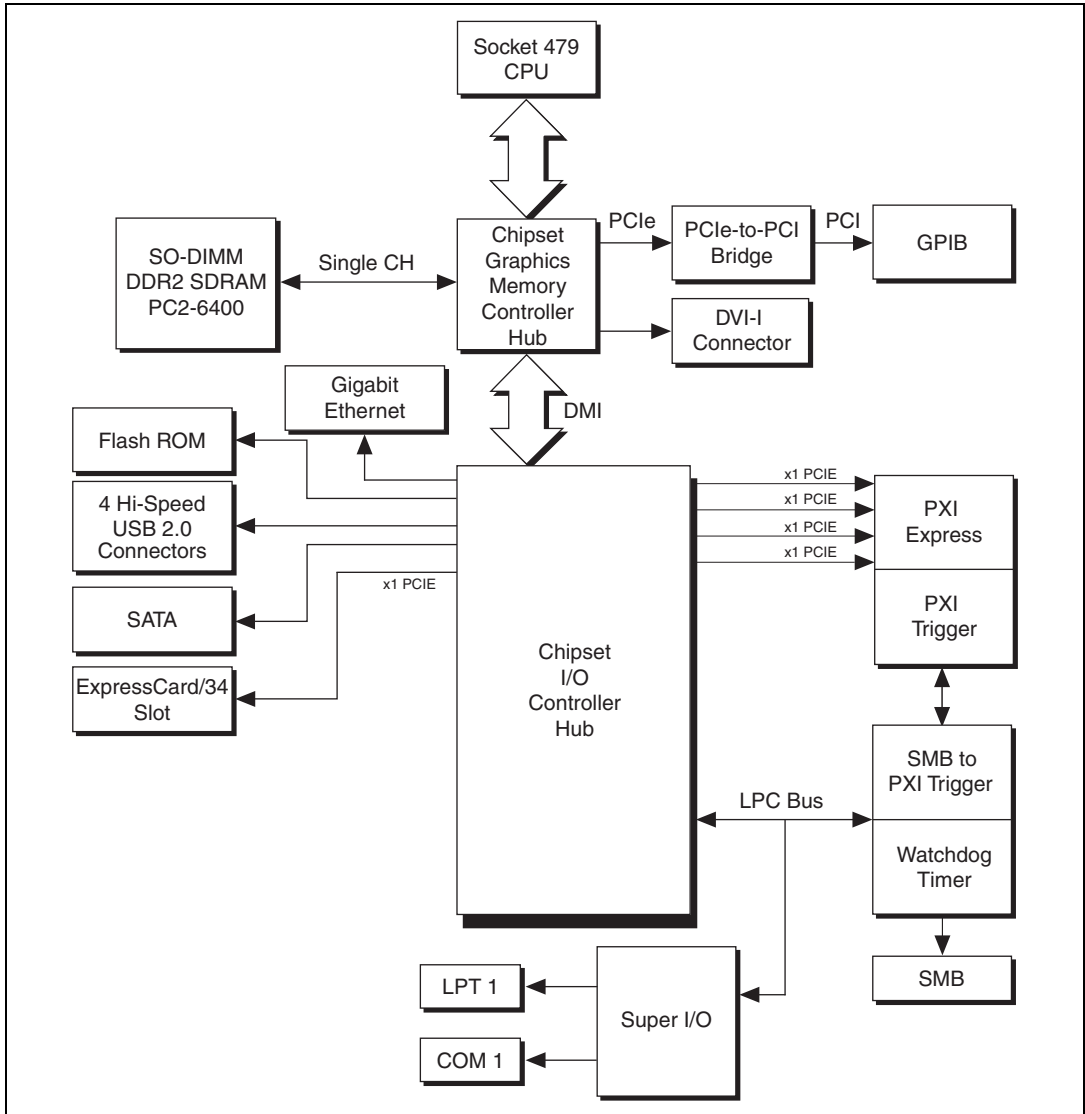 Socket 479
CPU
SO-DIMM
DDR2 SDRAM
PC2-6400
Single CH
Chipset
Graphics
Memory
Controller
Hub
PCIe
PCIe-to-PCI
Bridge
PCI
GPIB
DVI-I
Connector
DMI
Gigabit
Ethernet
Flash ROM
4 Hi-Speed
USB 2.0
Connectors
SATA
ExpressCard/34
Slot
x1 PCIE
Chipset
I/O
Controller
Hub
x1 PCIE
x1 PCIE
x1 PCIE
x1 PCIE
PXI
Express
PXI
Trigger
LPC Bus
SMB to
PXI Trigger
Watchdog
Timer
SMB
LPT 1
COM 1
Super I/O